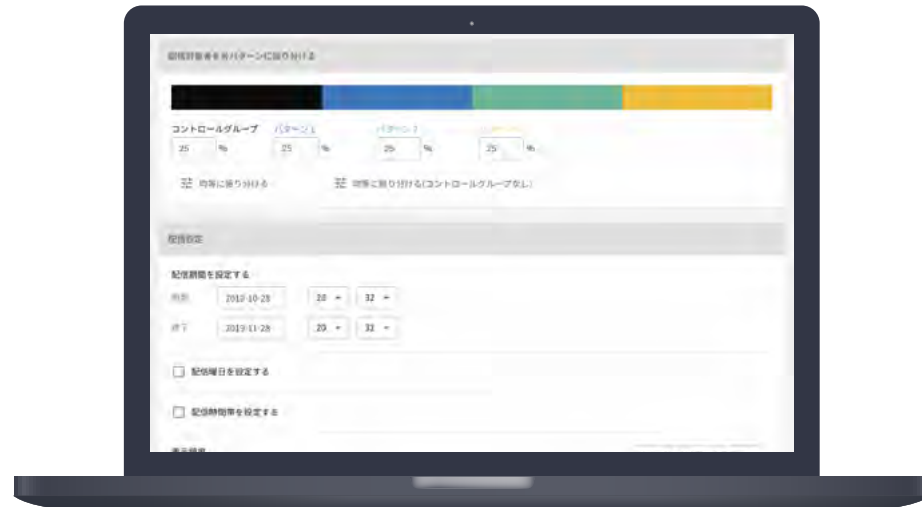 配信対象者を各パターンに振り分ける
コントロールグループ パターン1 パターン2
25 % 25 % 25 % 25 %
均等に振り分ける 均等に振り分ける(コントロールグループなし)
配信設定
配信期間を設定する
開始 2019-10-28 20 32
終了 2019-11-28 20 32
配信曜日を設定する
配信時間帯を設定する